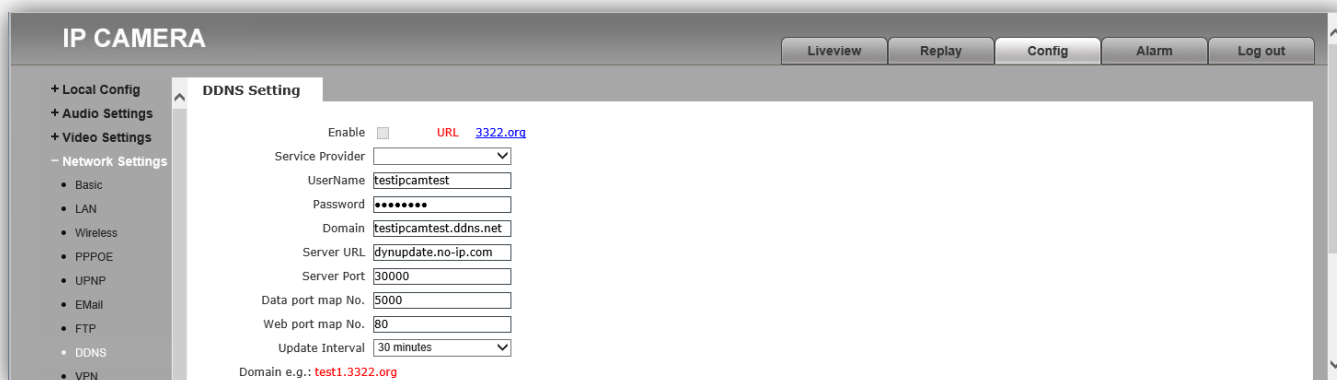 IP CAMERA
Liveview Replay Config Alarm Log out
+ Local Config
+ Audio Settings
+ Video Settings
− Network Settings
• Basic
• LAN
• Wireless
• PPPOE
• UPNP
• EMail
• FTP
• DDNS
• VPN
DDNS Setting
Enable URL 3322.org
Service Provider
UserName testipcamtest
Password ••••••••
Domain testipcamtest.ddns.net
Server URL dynupdate.no-ip.com
Server Port 30000
Data port map No. 5000
Web port map No. 80
Update Interval 30 minutes
Domain e.g.: test1.3322.org